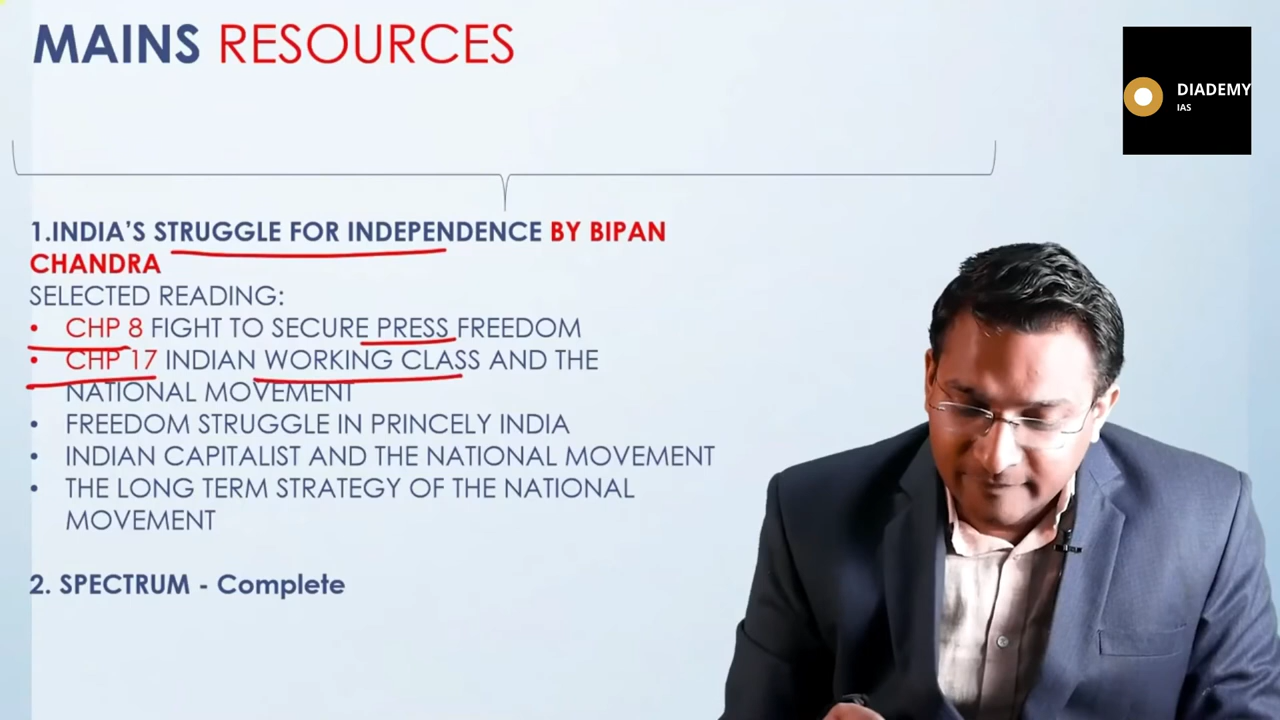 MAINS RESOURCES
DIADEMY
IAS
1.INDIA'S STRUGGLE FOR INDEPENDENCE BY BIPAN
CHANDRA
SELECTED READING:
• CHP 8 FIGHT TO SECURE PRESS FREEDOM
• CHP 17 INDIAN WORKING CLASS AND THE
NATIONAL MOVEMENT
• FREEDOM STRUGGLE IN PRINCELY INDIA
• INDIAN CAPITALIST AND THE NATIONAL MOVEMENT
• THE LONG TERM STRATEGY OF THE NATIONAL
MOVEMENT
2. SPECTRUM - Complete